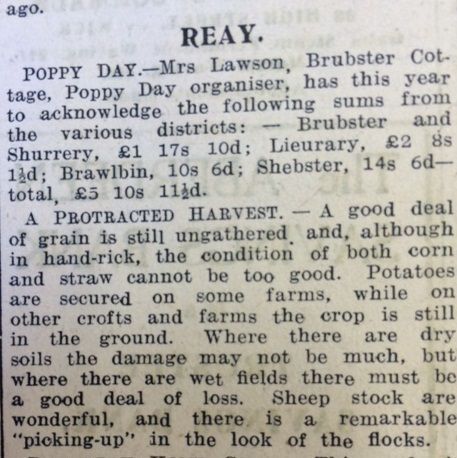 ago.
REAY.
POPPY DAY.—Mrs Lawson, Brubster Cot-
tage, Poppy Day organiser, has this year
to acknowledge the following sums from
the various districts: — Brubster and
Shurrery, £1 17s 10d; Lieurary, £2 8s
1½d; Brawlbin, 10s 6d; Shebster, 14s 6d—
total, £5 10s 11½d.
A PROTRACTED HARVEST. — A good deal
of grain is still ungathered and, although
in hand-rick, the condition of both corn
and straw cannot be too good. Potatoes
are secured on some farms, while on
other crofts and farms the crop is still
in the ground. Where there are dry
soils the damage may not be much, but
where there are wet fields there must be
a good deal of loss. Sheep stock are
wonderful, and there is a remarkable
"picking-up" in the look of the flocks.